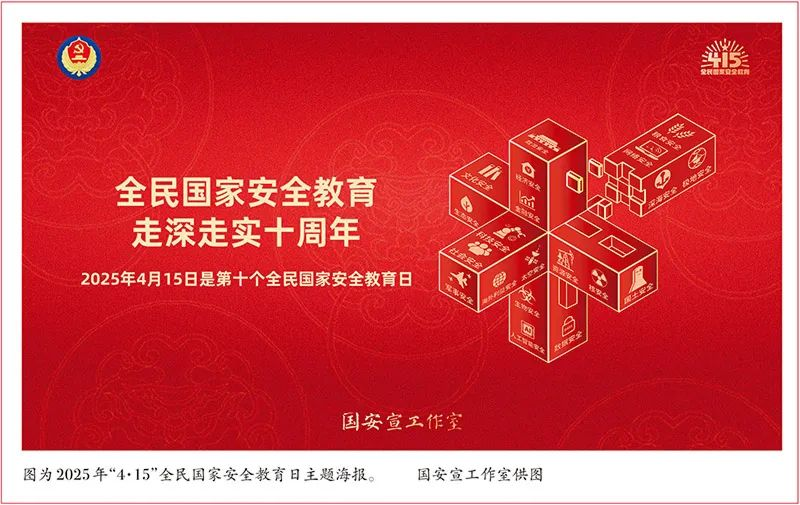 415
全民国家安全教育
全民国家安全教育
走深走实十周年
2025年4月15日是第十个全民国家安全教育日
政治安全
经济安全
金融安全
文化安全
生态安全
粮食安全
网络安全
深海安全
极地安全
科技安全
社会安全
军事安全
海外利益安全
太空安全
资源安全
核安全
国土安全
生物安全
人工智能安全
AI
数据安全
国安宣工作室
图为2025年“4·15”全民国家安全教育日主题海报。 国安宣工作室供图